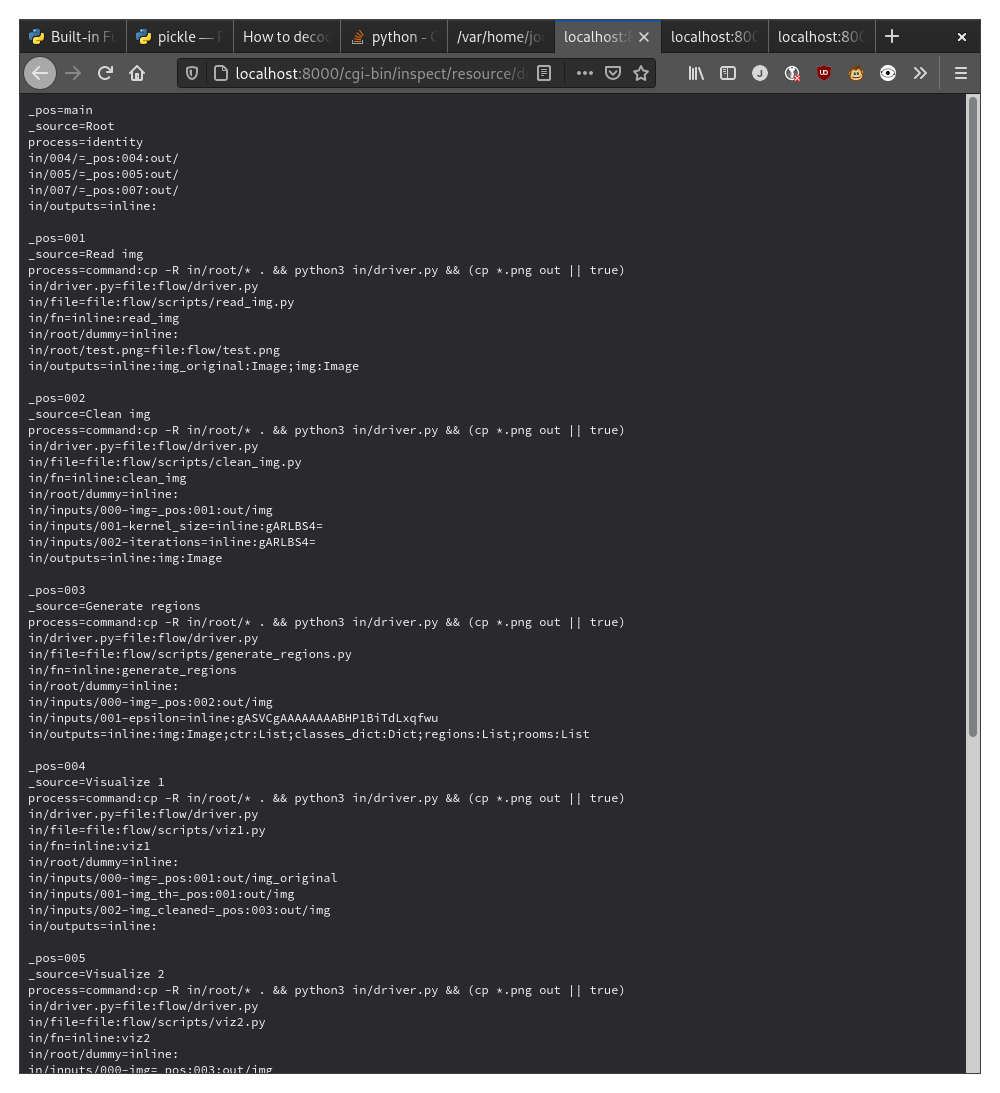 Built-in Fu
pickle — P
How to deco
python - C
/var/home/jo
localhost:8
localhost:800
localhost:800
localhost:8000/cgi-bin/inspect/resource/d
_pos=main
_source=Root
process=identity
in/004/=_pos:004:out/
in/005/=_pos:005:out/
in/007/=_pos:007:out/
in/outputs=inline:
_pos=001
_source=Read img
process=command:cp -R in/root/* . && python3 in/driver.py && (cp *.png out || true)
in/driver.py=file:flow/driver.py
in/file=file:flow/scripts/read_img.py
in/fn=inline:read_img
in/root/dummy=inline:
in/root/test.png=file:flow/test.png
in/outputs=inline:img_original:Image;img:Image
_pos=002
_source=Clean img
process=command:cp -R in/root/* . && python3 in/driver.py && (cp *.png out || true)
in/driver.py=file:flow/driver.py
in/file=file:flow/scripts/clean_img.py
in/fn=inline:clean_img
in/root/dummy=inline:
in/inputs/000-img=_pos:001:out/img
in/inputs/001-kernel_size=inline:gARLBS4=
in/inputs/002-iterations=inline:gARLBS4=
in/outputs=inline:img:Image
_pos=003
_source=Generate regions
process=command:cp -R in/root/* . && python3 in/driver.py && (cp *.png out || true)
in/driver.py=file:flow/driver.py
in/file=file:flow/scripts/generate_regions.py
in/fn=inline:generate_regions
in/root/dummy=inline:
in/inputs/000-img=_pos:002:out/img
in/inputs/001-epsilon=inline:gASVCgAAAAAAAABHP1BiTdLxqfwu
in/outputs=inline:img:Image;ctr:List;classes_dict:Dict;regions:List;rooms:List
_pos=004
_source=Visualize 1
process=command:cp -R in/root/* . && python3 in/driver.py && (cp *.png out || true)
in/driver.py=file:flow/driver.py
in/file=file:flow/scripts/viz1.py
in/fn=inline:viz1
in/root/dummy=inline:
in/inputs/000-img=_pos:001:out/img_original
in/inputs/001-img_th=_pos:001:out/img
in/inputs/002-img_cleaned=_pos:003:out/img
in/outputs=inline:
_pos=005
_source=Visualize 2
process=command:cp -R in/root/* . && python3 in/driver.py && (cp *.png out || true)
in/driver.py=file:flow/driver.py
in/file=file:flow/scripts/viz2.py
in/fn=inline:viz2
in/root/dummy=inline:
in/inputs/000-img=_pos:003:out/img